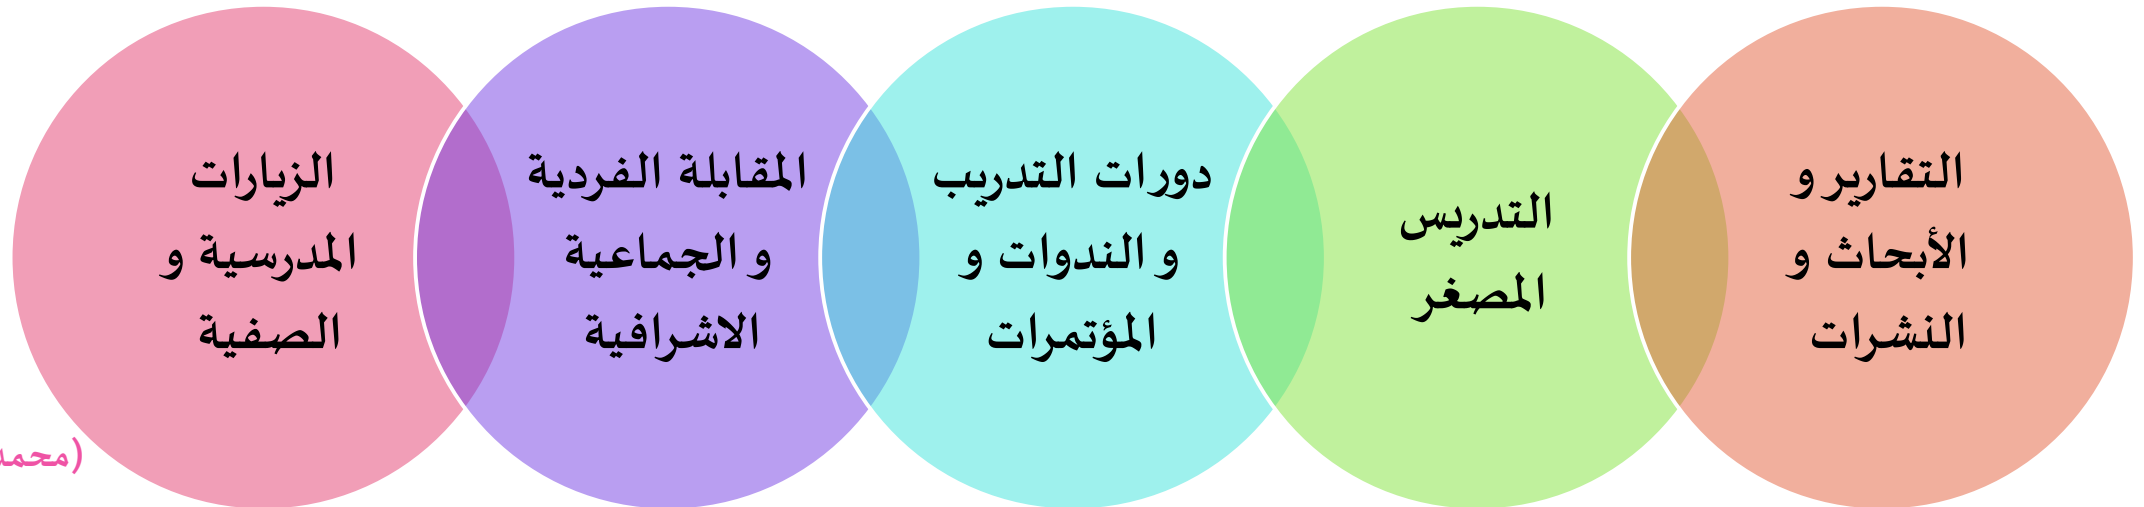 التقارير و
الأبحاث و
النشرات
التدريس
المصغر
دورات التدريب
و الندوات و
المؤتمرات
المقابلة الفردية
و الجماعية
الاشرافية
الزيارات
المدرسية و
الصفية